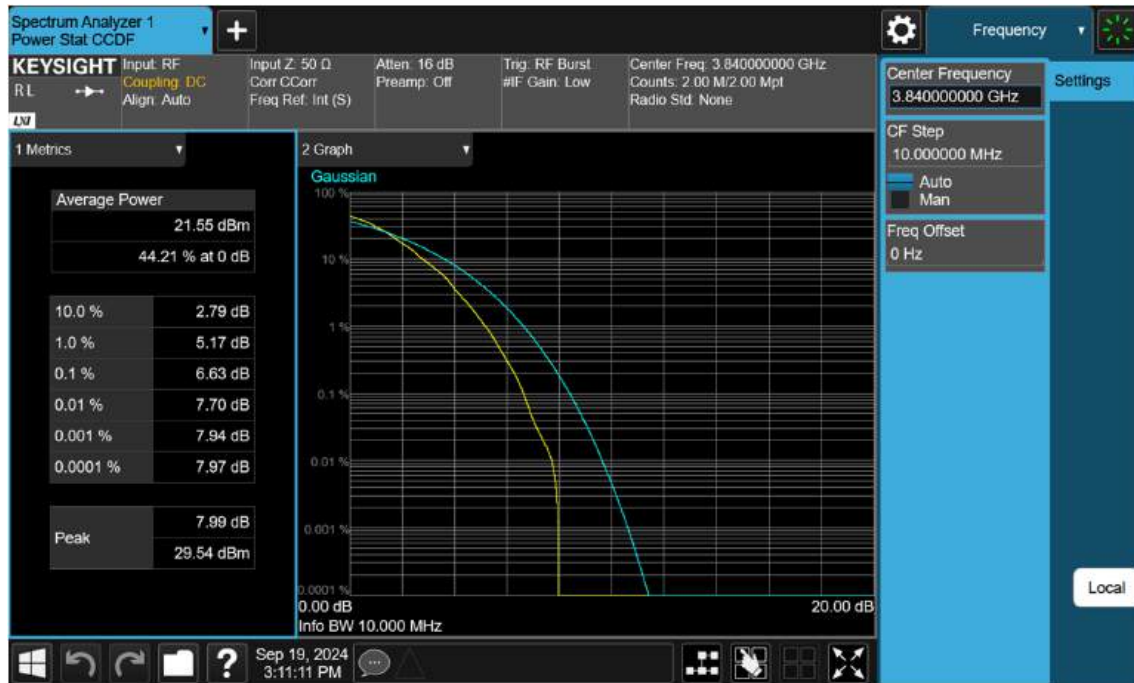 Spectrum Analyzer 1
Power Stat CCDF
Frequency
KEYSIGHT
RL
LXI
Input: RF
Coupling: DC
Align: Auto
Input Z: 50 Ω
Corr CCorr
Freq Ref: Int (S)
Atten: 16 dB
Preamp: Off
Trig: RF Burst
#IF Gain: Low
Center Freq: 3.840000000 GHz
Counts: 2.00 M/2.00 Mpt
Radio Std: None
Center Frequency
3.840000000 GHz
Settings
CF Step
10.000000 MHz
Auto
Man
Freq Offset
0 Hz
1 Metrics
Average Power
21.55 dBm
44.21 % at 0 dB
10.0 % 2.79 dB
1.0 % 5.17 dB
0.1 % 6.63 dB
0.01 % 7.70 dB
0.001 % 7.94 dB
0.0001 % 7.97 dB
Peak
7.99 dB
29.54 dBm
2 Graph
Gaussian
100 %
10 %
1 %
0.1 %
0.01 %
0.001 %
0.0001 %
0.00 dB 20.00 dB
Info BW 10.000 MHz
Local
?
Sep 19, 2024
3:11:11 PM